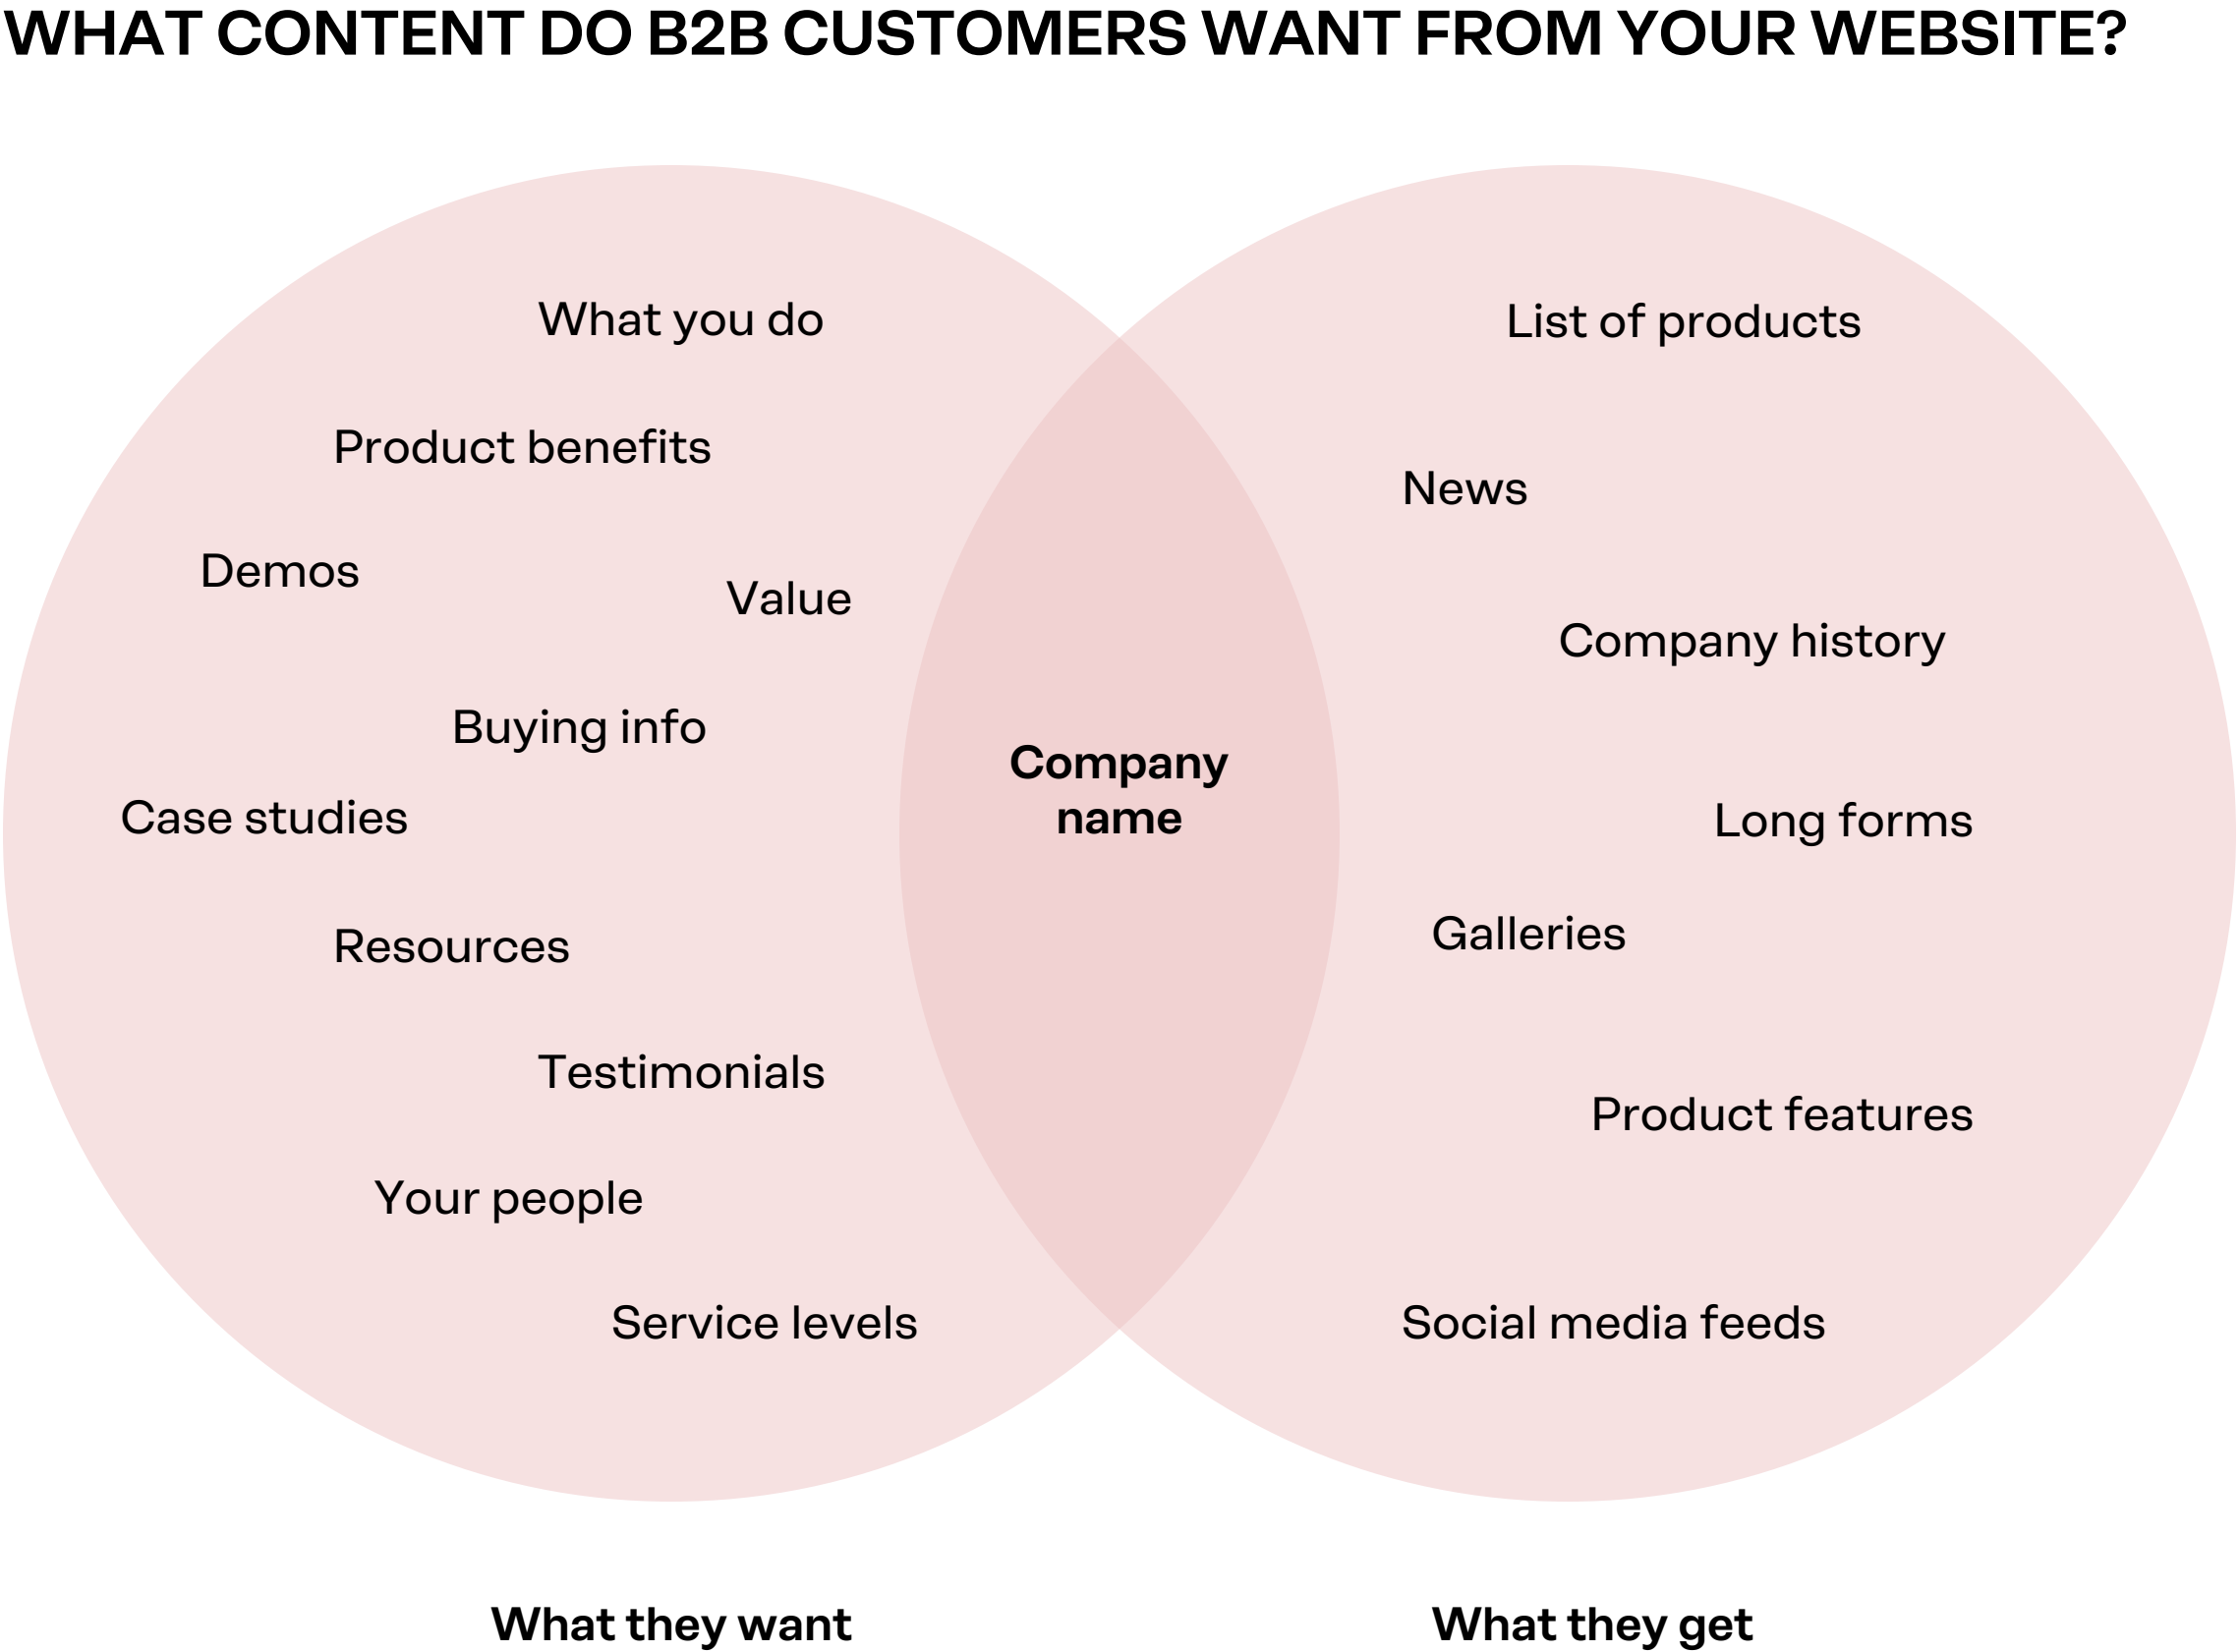 WHAT CONTENT DO B2B CUSTOMERS WANT FROM YOUR WEBSITE?
What you do
Product benefits
Demos
Value
Buying info
Case studies
Resources
Testimonials
Your people
Service levels
Company
name
List of products
News
Company history
Long forms
Galleries
Product features
Social media feeds
What they want
What they get